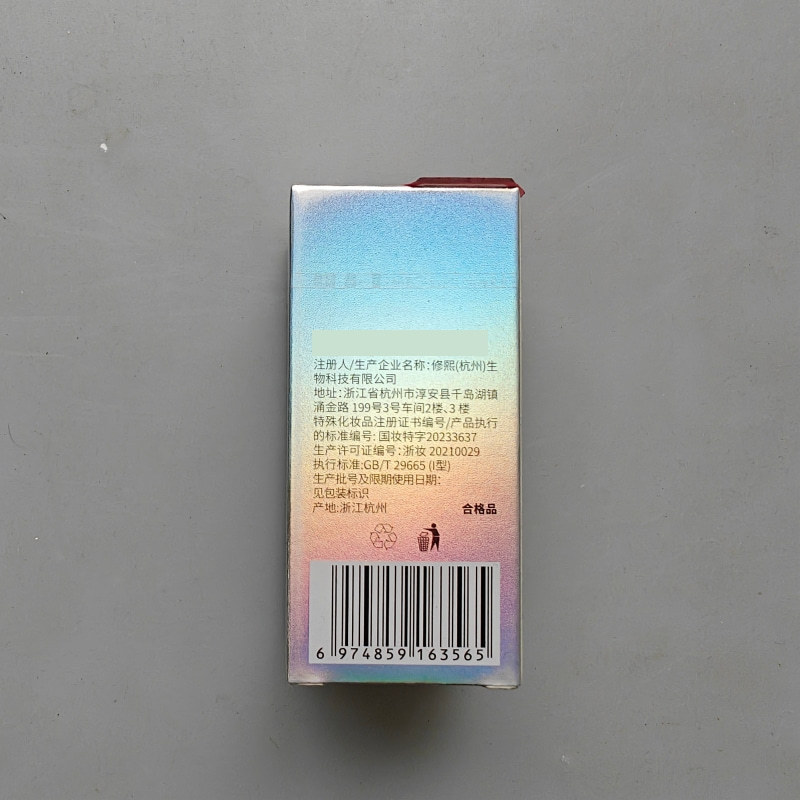 注册人/生产企业名称:修熙(杭州)生
物科技有限公司
地址:浙江省杭州市淳安县千岛湖镇
涌金路 199号3号车间2楼、3 楼
特殊化妆品注册证书编号/产品执行
的标准编号: 国妆特字20233637
生产许可证编号:浙妆 20210029
执行标准:GB/T 29665 (I型)
生产批号及限期使用日期:
见包装标识
产地:浙江杭州 合格品
6 974859 163565